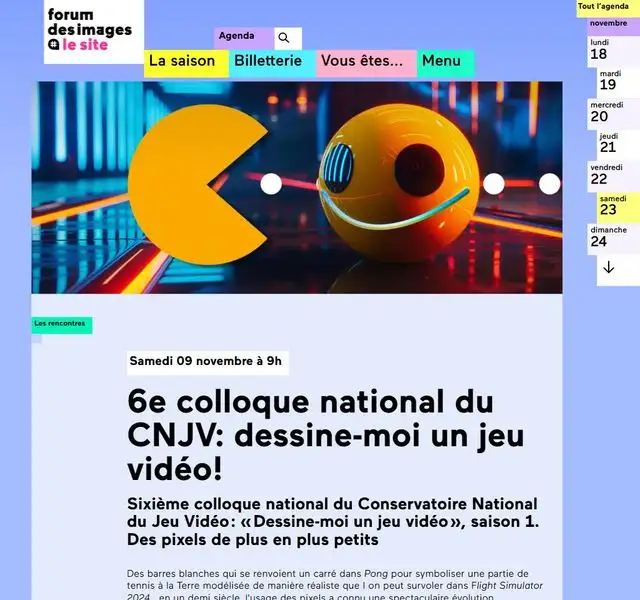 forum
des images
le site
Agenda
La saison
Billetterie
Vous êtes...
Menu
Tout l'agenda
novembre
lundi
18
mardi
19
mercredi
20
jeudi
21
vendredi
22
samedi
23
dimanche
24
Les rencontres
Samedi 09 novembre à 9h
6e colloque national du
CNJV: dessine-moi un jeu
vidéo!
Sixième colloque national du Conservatoire National
du Jeu Vidéo : « Dessine-moi un jeu vidéo », saison 1.
Des pixels de plus en plus petits
Des barres blanches qui se renvoient un carré dans Pong pour symboliser une partie de
tennis à la Terre modélisée de manière réaliste que l on peut survoler dans Flight Simulator
2024, en un demi siècle, l'usage des pixels a connu une spectaculaire évolution